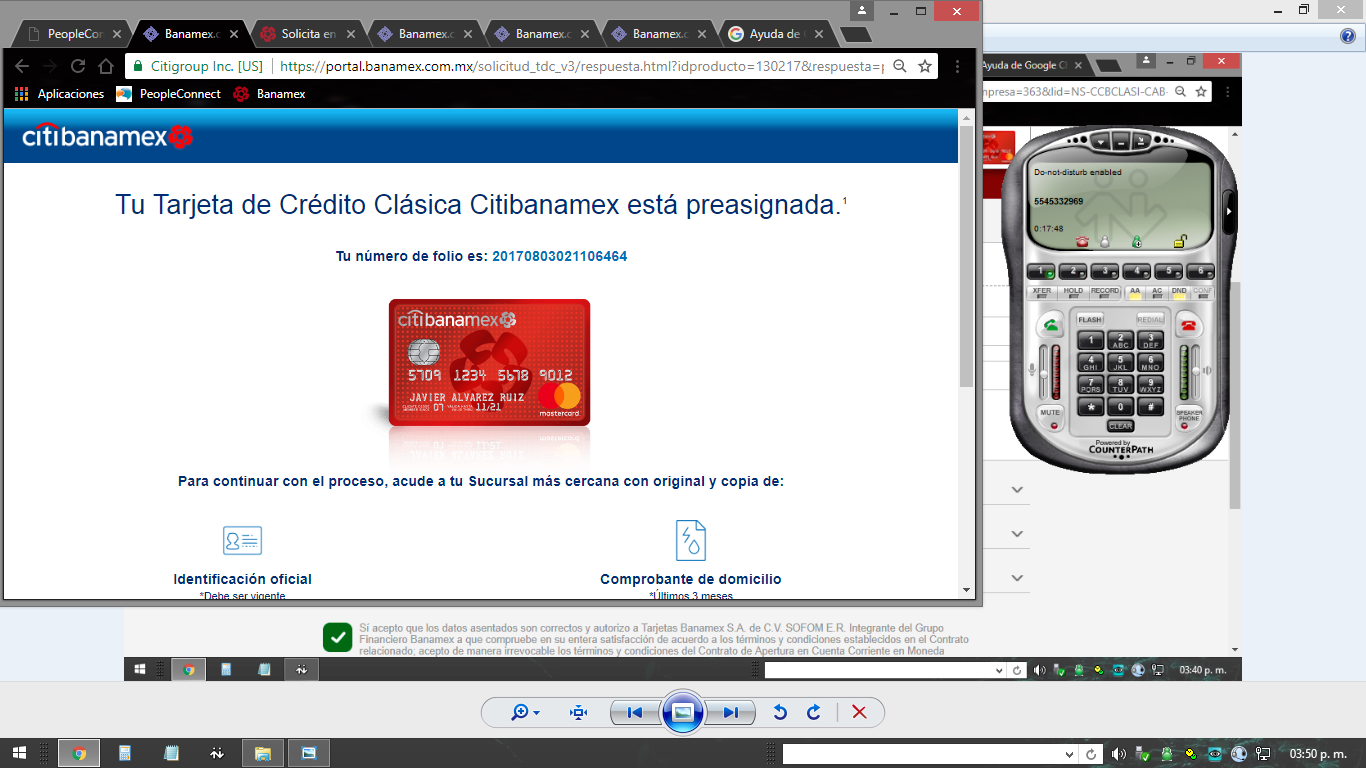 PeopleCon
Banamex.c
Solicita en
Banamex.c
Banamex.c
Banamex.c
Ayuda de G
Citigroup Inc. [US]
https://portal.banamex.com.mx/solicitud_tdc_v3/respuesta.html?idproducto=130217&respuesta=p
Aplicaciones
PeopleConnect
Banamex
citibanamex
Tu Tarjeta de Crédito Clásica Citibanamex está preasignada.¹
Tu número de folio es: 20170803021106464
citibanamex
5709 1234 5678 9012
07
11/21
JAVIER ALVAREZ RUIZ
mastercard
Para continuar con el proceso, acude a tu Sucursal más cercana con original y copia de:
Identificación oficial
*Debe ser vigente
Comprobante de domicilio
*Últimos 3 meses
Ayuda de Google C
mpresa=363&lid=NS-CCBCLASI-CAB-
Do-not-disturb enabled
5545332969
0:17:48
1 2 3 4 5 6
XFER HOLD RECORD AA AC DND CONF
FLASH REDIAL
1 2 ABC 3 DEF
4 GHI 5 JKL 6 MNO
7 PQRS 8 TUV 9 WXYZ
* 0 #
MUTE
CLEAR
SPEAKER PHONE
Powered by
COUNTERPATH
Sí acepto que los datos asentados son correctos y autorizo a Tarjetas Banamex S.A. de C.V. SOFOM E.R. Integrante del Grupo
Financiero Banamex a que compruebe en su entera satisfacción de acuerdo a los términos y condiciones establecidos en el Contrato
relacionado; acepto de manera irrevocable los términos y condiciones del Contrato de Apertura en Cuenta Corriente en Moneda
03:40 p. m.
03:50 p. m.